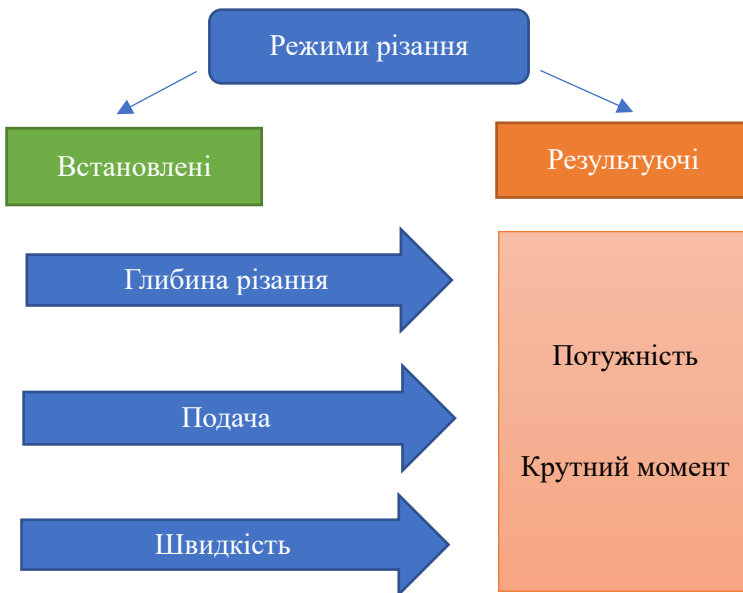 Режими різання
Встановлені
Результуючі
Глибина різання
Подача
Швидкість
Потужність
Крутний момент